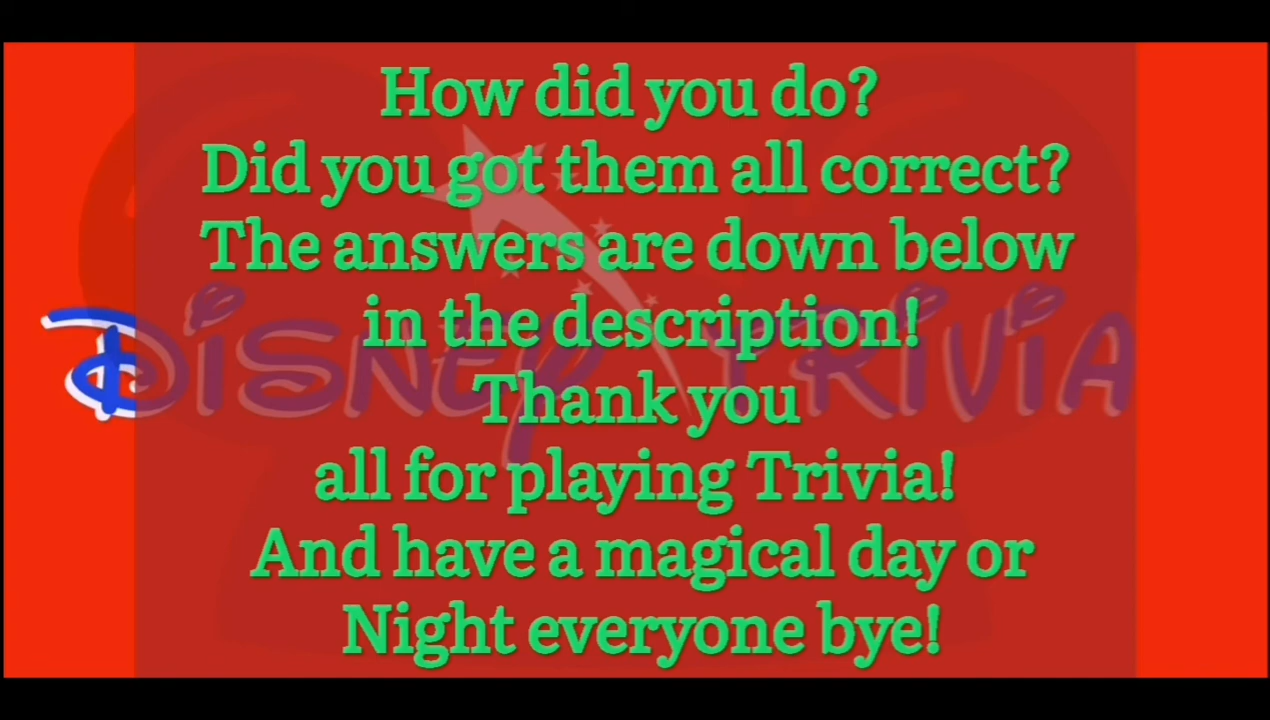 How did you do?
Did you got them all correct?
The answers are down below
in the description!
DISNEY TRIVIA
Thank you
all for playing Trivia!
And have a magical day or
Night everyone bye!